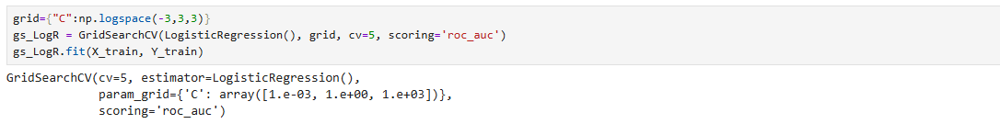 grid={"C":np.logspace(-3,3,3)}
gs_LogR = GridSearchCV(LogisticRegression(), grid, cv=5, scoring='roc_auc')
gs_LogR.fit(X_train, Y_train)
GridSearchCV(cv=5, estimator=LogisticRegression(),
             param_grid={'C': array([1.e-03, 1.e+00, 1.e+03])},
             scoring='roc_auc')